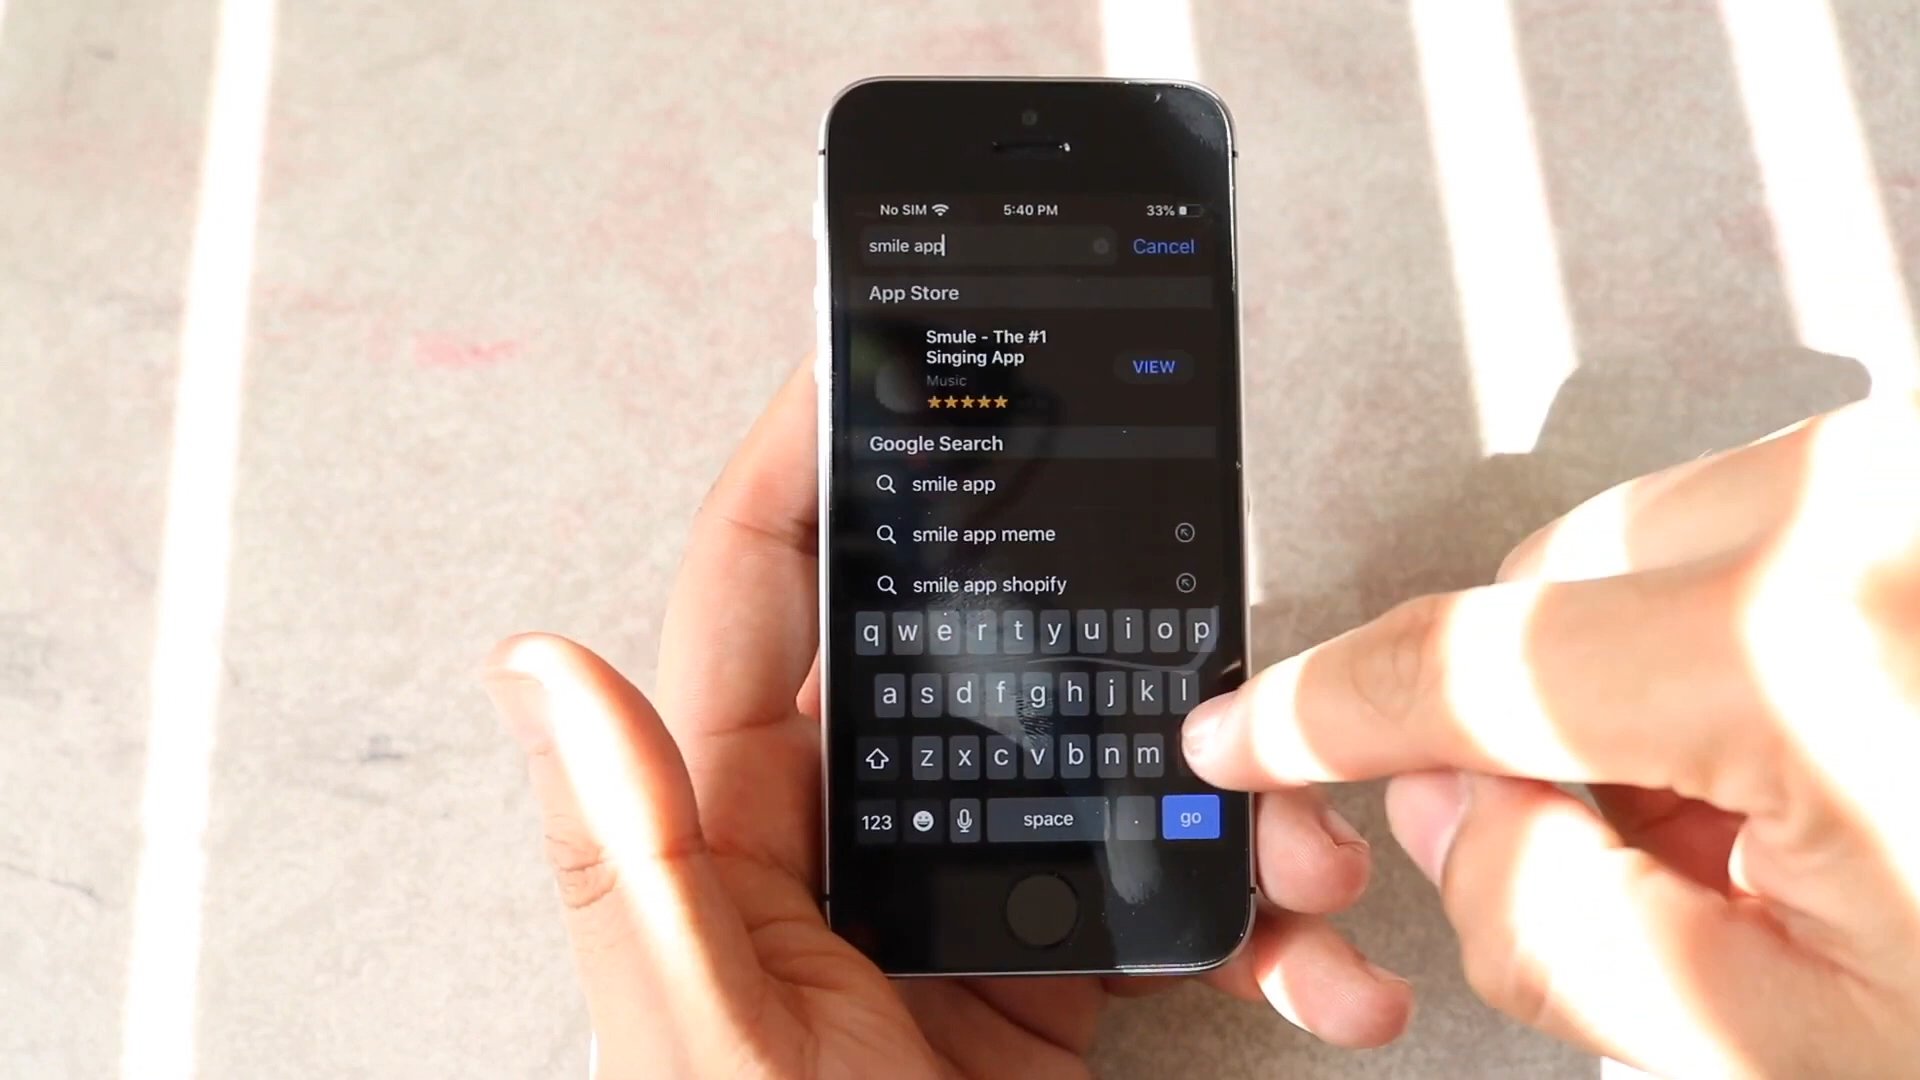 No SIM 5:40 PM 33%
smile app Cancel
App Store
Smule - The #1
Singing App
Music
VIEW
Google Search
smile app
smile app meme
smile app shopify
q w e r t y u i o p
a s d f g h j k l
z x c v b n m
123 space . go